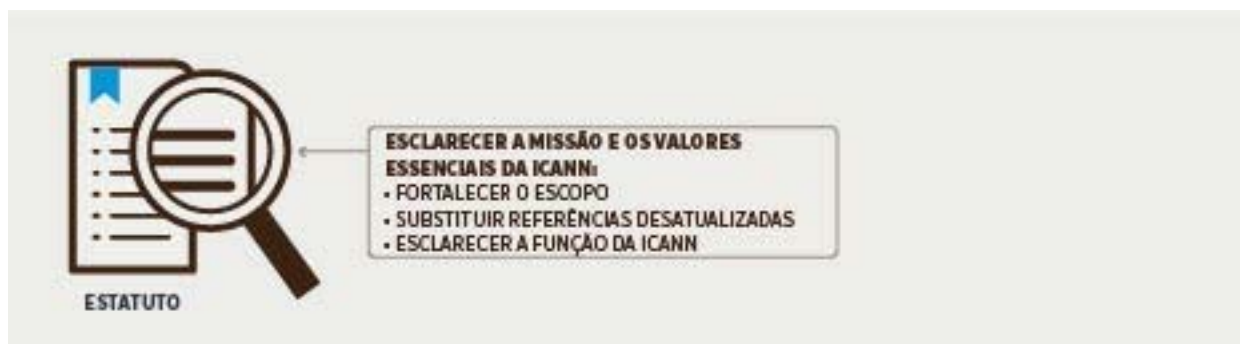 ESCLARECER A MISSÃO E OS VALORES
ESSENCIAIS DA ICANN:
• FORTALECER O ESCOPO
• SUBSTITUIR REFERÊNCIAS DESATUALIZADAS
• ESCLARECER A FUNÇÃO DA ICANN
ESTATUTO